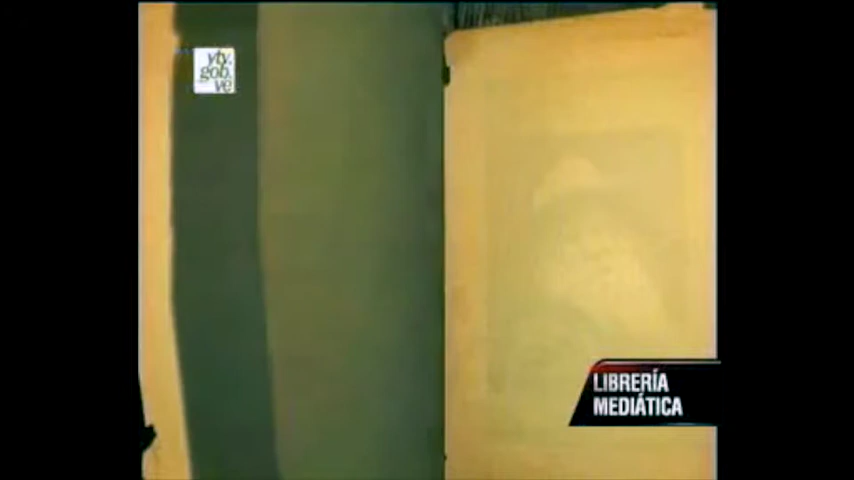 vtv.
gob.
ve
LIBRERÍA
MEDIÁTICA